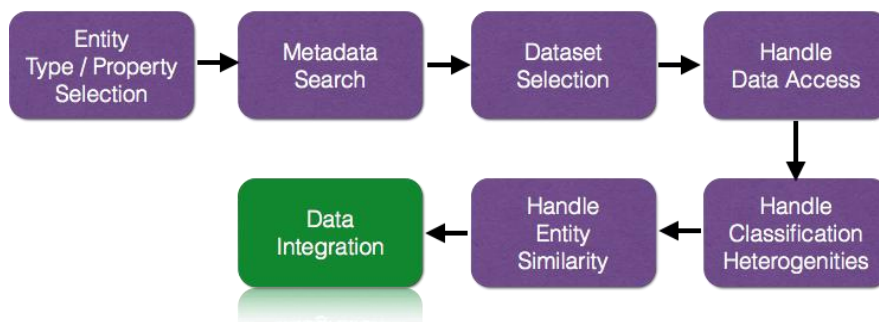 Entity
Type / Property
Selection
Metadata
Search
Dataset
Selection
Handle
Data Access
Handle
Classification
Heterogenities
Handle
Entity
Similarity
Data
Integration